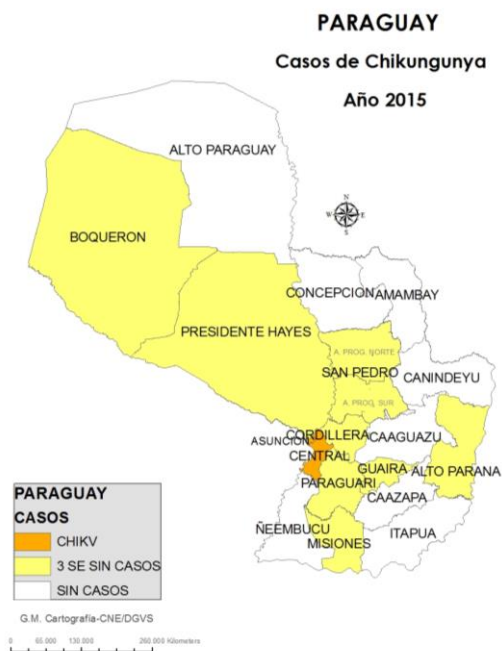 PARAGUAY
Casos de Chikungunya
Año 2015
ALTO PARAGUAY
N
W E
S
BOQUERON
CONCEPCION
AMAMBAY
PRESIDENTE HAYES
A. PROG. NORTE
SAN PEDRO
CANINDEYU
A. PROG. SUR
CORDILLERA
ASUNCION
CAAGUAZU
CENTRAL
GUAIRA
ALTO PARANA
PARAGUARI
CAAZAPA
ÑEEMBUCU
MISIONES
ITAPUA
PARAGUAY
CASOS
CHIKV
3 SE SIN CASOS
SIN CASOS
G.M. Cartografía-CNE/DGVS
0 65.000 130.000 260.000 Kilometers